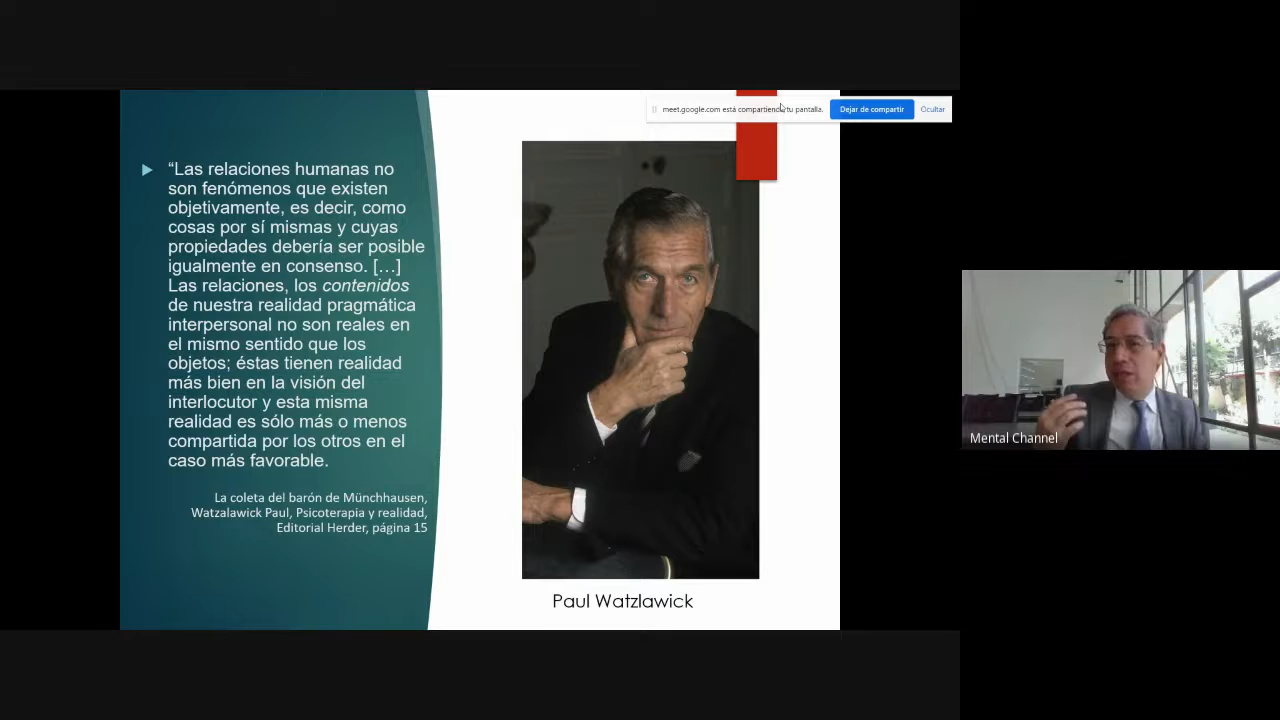 meet.google.com está compartiendo tu pantalla.
Dejar de compartir
Ocultar
“Las relaciones humanas no
son fenómenos que existen
objetivamente, es decir, como
cosas por sí mismas y cuyas
propiedades debería ser posible
igualmente en consenso. […]
Las relaciones, los contenidos
de nuestra realidad pragmática
interpersonal no son reales en
el mismo sentido que los
objetos; éstas tienen realidad
más bien en la visión del
interlocutor y esta misma
realidad es sólo más o menos
compartida por los otros en el
caso más favorable.
La coleta del barón de Münchhausen,
Watzalawick Paul, Psicoterapia y realidad,
Editorial Herder, página 15
Paul Watzlawick
Mental Channel